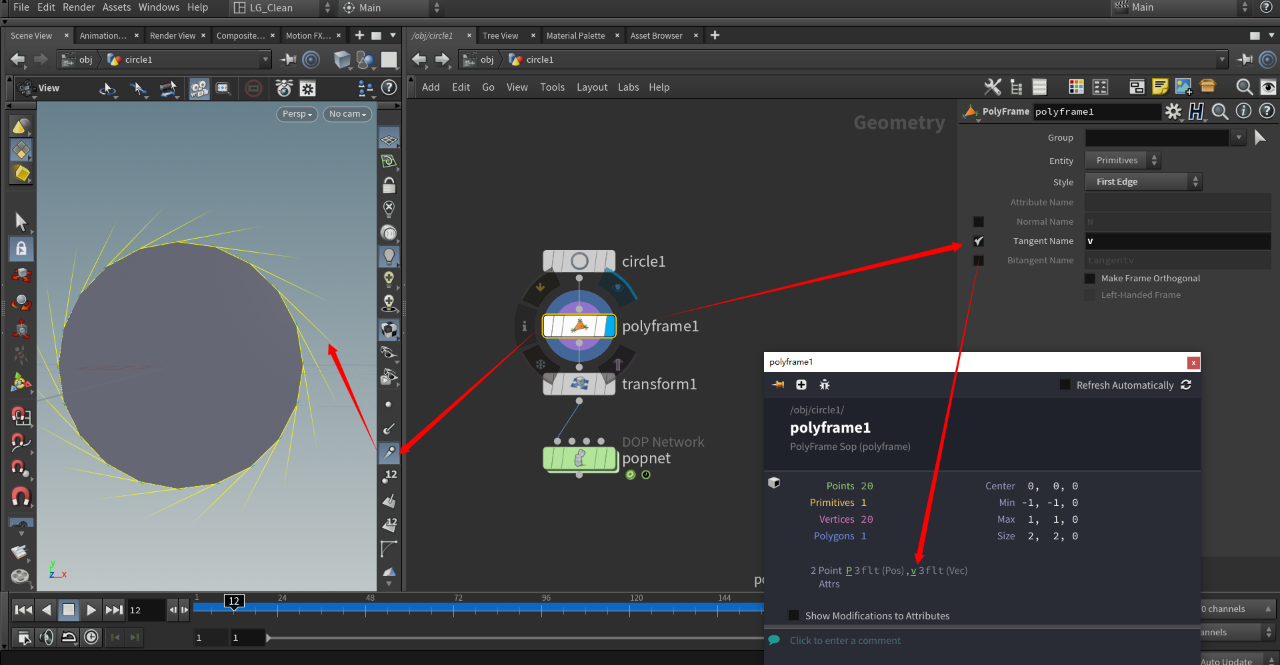 File Edit Render Assets Windows Help LG_Clean Main Main
Scene View × Animation... × Render View × Composite... × Motion FX... ×
/obj/circle1 × Tree View × Material Palette × Asset Browser ×
obj circle1
obj circle1
View
Add Edit Go View Tools Layout Labs Help
Persp No cam
Geometry
PolyFrame polyframe1
Group
Entity Primitives
Style First Edge
Attribute Name
Normal Name N
Tangent Name v
Bitangent Name tangentv
Make Frame Orthogonal
Left-Handed Frame
circle1
polyframe1
transform1
DOP Network
popnet
12
12
y
z x
polyframe1
Refresh Automatically
/obj/circle1/
polyframe1
PolyFrame Sop (polyframe)
Points 20 Center 0, 0, 0
Primitives 1 Min -1, -1, 0
Vertices 20 Max 1, 1, 0
Polygons 1 Size 2, 2, 0
2 Point P 3flt (Pos), v 3flt (Vec)
Attrs
Show Modifications to Attributes
Click to enter a comment
12 1 12 24 48 72 96 120 144
1 1
0 channels
annels
Auto Update